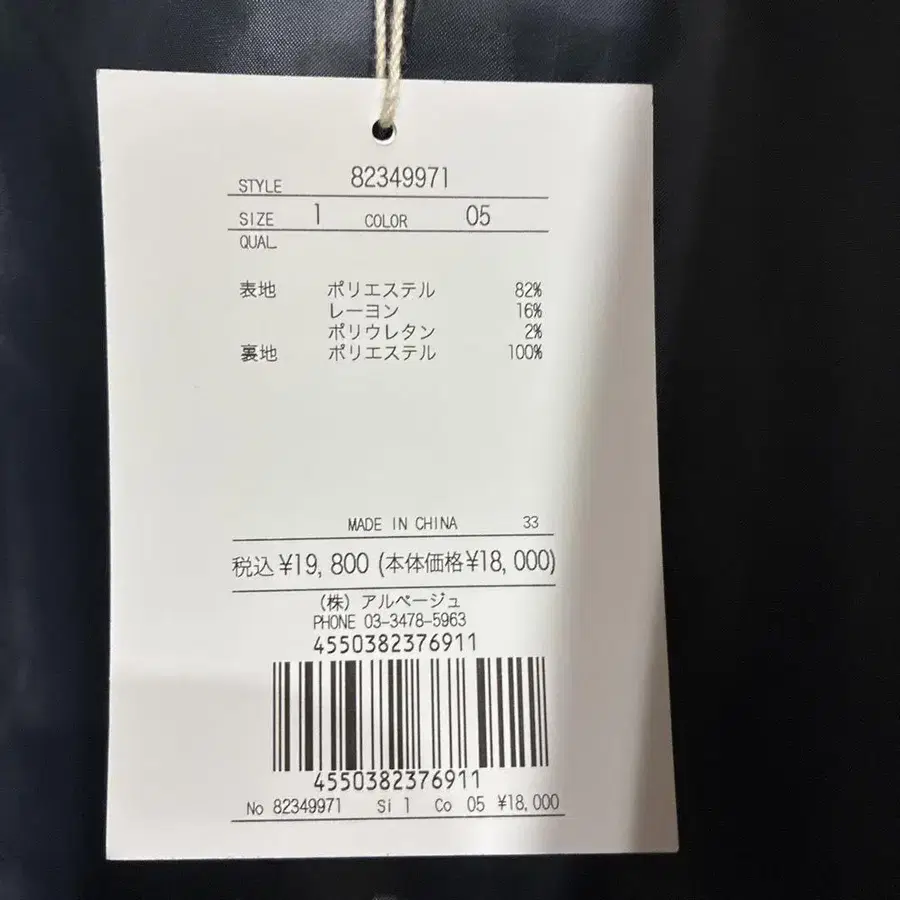 STYLE 82349971
SIZE 1 COLOR 05
QUAL
表地 ポリエステル 82%
レーヨン 16%
ポリウレタン 2%
裏地 ポリエステル 100%
MADE IN CHINA 33
税込 ¥19,800 (本体価格¥18,000)
(株) アルページュ
PHONE 03-3478-5963
4550382376911
4550382376911
No 82349971 Si 1 Co 05 ¥18,000